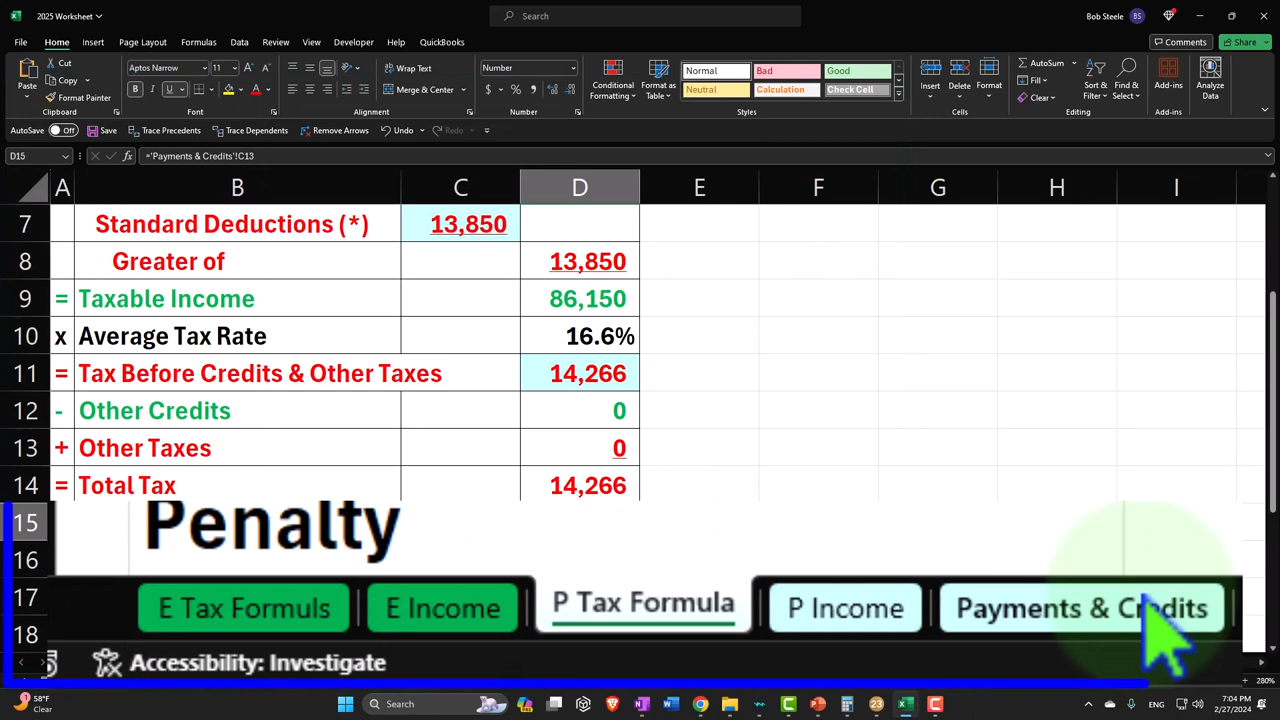 2025 Worksheet
Search
Bob Steele BS
File Home Insert Page Layout Formulas Data Review View Developer Help QuickBooks
Comments Share
Paste
Cut
Copy
Format Painter
Clipboard
Aptos Narrow 11
B I U
Font
Wrap Text
Merge & Center
Alignment
Number
$ % ,
Number
Conditional Formatting
Format as Table
Normal Bad Good
Neutral Calculation Check Cell
Styles
Insert Delete Format
Cells
AutoSum
Fill
Clear
Sort & Filter
Find & Select
Editing
Add-ins
Add-ins
Analyze Data
AutoSave Off Save Trace Precedents Trace Dependents Remove Arrows Undo Redo
D15 fx ='Payments & Credits'!C13
A B C D E F G H I
7 Standard Deductions (*) 13,850
8 Greater of 13,850
9 = Taxable Income 86,150
10 x Average Tax Rate 16.6%
11 = Tax Before Credits & Other Taxes 14,266
12 - Other Credits 0
13 + Other Taxes 0
14 = Total Tax 14,266
15 Penalty
16
17 E Tax Formuls E Income P Tax Formula P Income Payments & Credits
18
Accessibility: Investigate
280%
58°F
Clear
Search
7:04 PM
2/27/2024